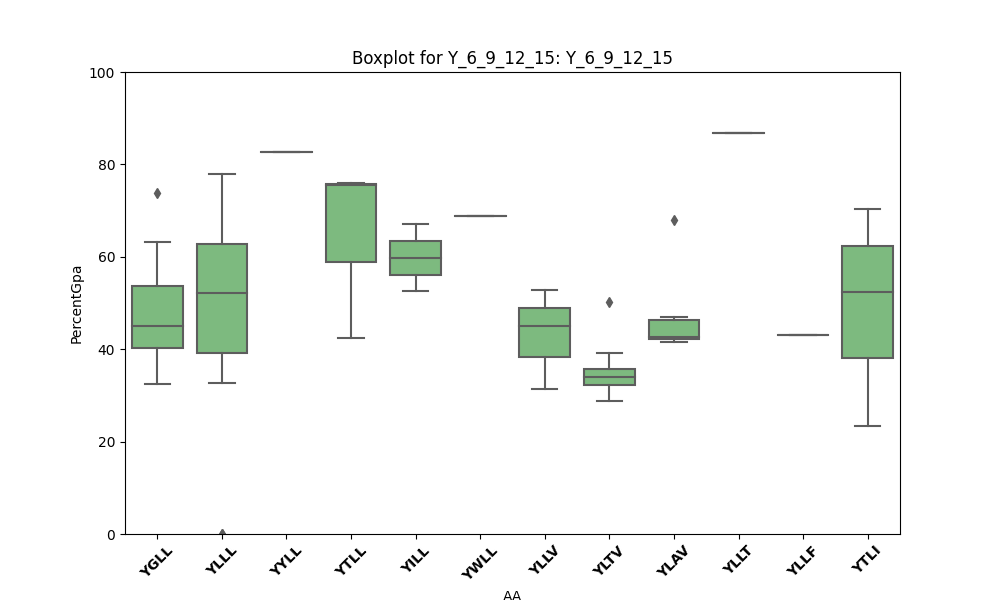 Boxplot for Y_6_9_12_15: Y_6_9_12_15
100
80
60
40
20
0
PercentGpa
YGLL YLLL YYLL YTLL YILL YWLL YLLV YLTV YLAV YLLT YLLF YTLI
AA